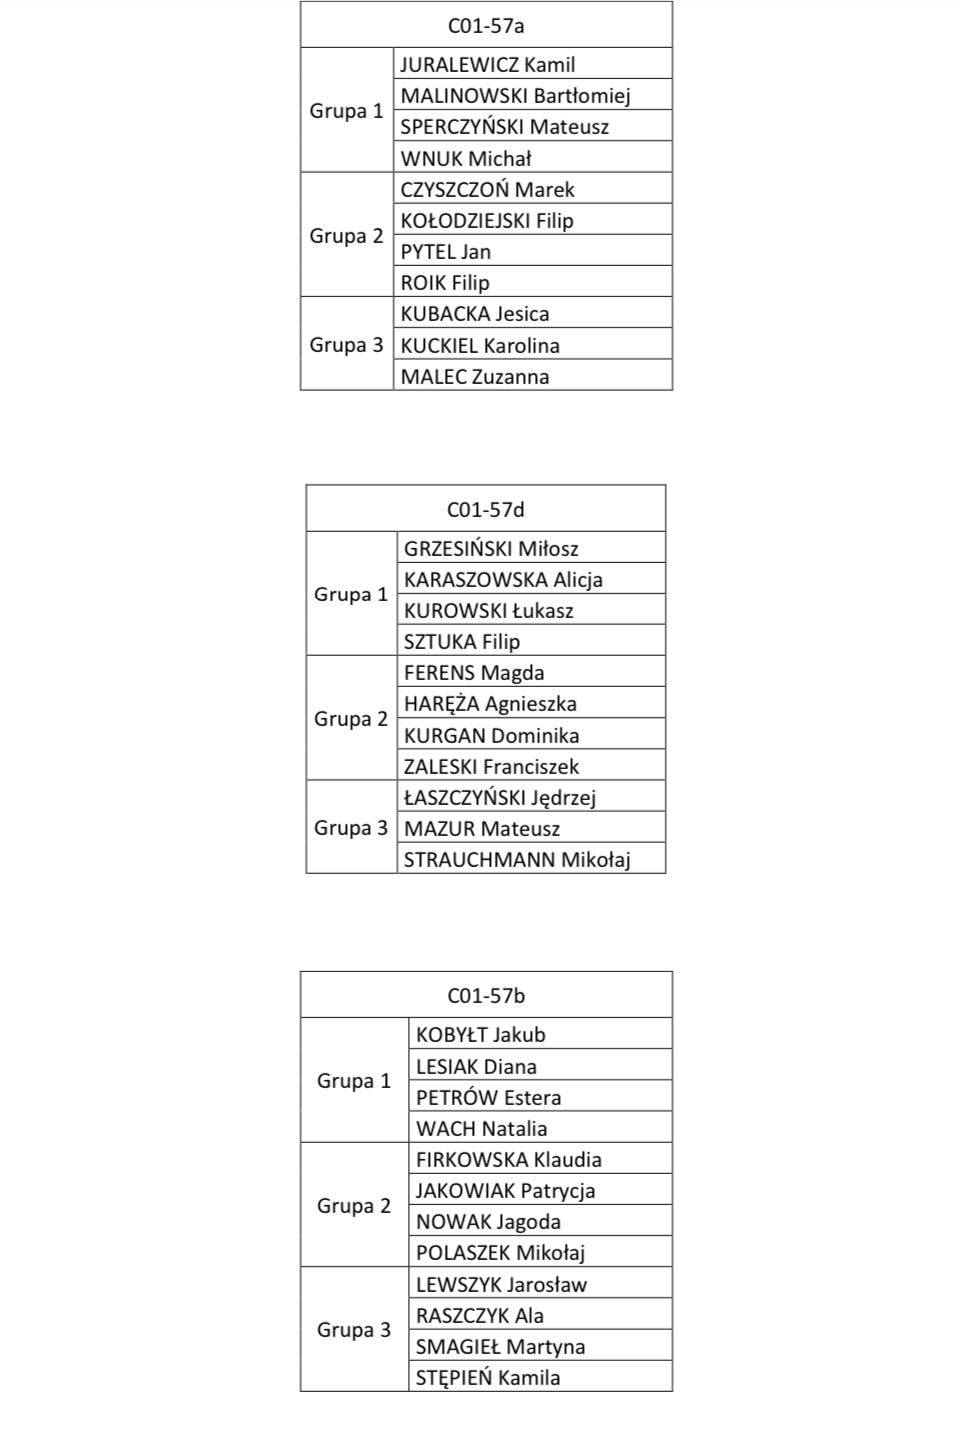 C01-57a
Grupa 1
JURALEWICZ Kamil
MALINOWSKI Bartłomiej
SPERCZYŃSKI Mateusz
WNUK Michał
Grupa 2
CZYSZCZOŃ Marek
KOŁODZIEJSKI Filip
PYTEL Jan
ROIK Filip
Grupa 3
KUBACKA Jesica
KUCKIEL Karolina
MALEC Zuzanna
C01-57d
Grupa 1
GRZESIŃSKI Miłosz
KARASZOWSKA Alicja
KUROWSKI Łukasz
SZTUKA Filip
Grupa 2
FERENS Magda
HARĘŻA Agnieszka
KURGAN Dominika
ZALESKI Franciszek
Grupa 3
ŁASZCZYŃSKI Jędrzej
MAZUR Mateusz
STRAUCHMANN Mikołaj
C01-57b
Grupa 1
KOBYŁT Jakub
LESIAK Diana
PETRÓW Estera
WACH Natalia
Grupa 2
FIRKOWSKA Klaudia
JAKOWIAK Patrycja
NOWAK Jagoda
POLASZEK Mikołaj
Grupa 3
LEWSZYK Jarosław
RASZCZYK Ala
SMAGIEŁ Martyna
STĘPIEŃ Kamila